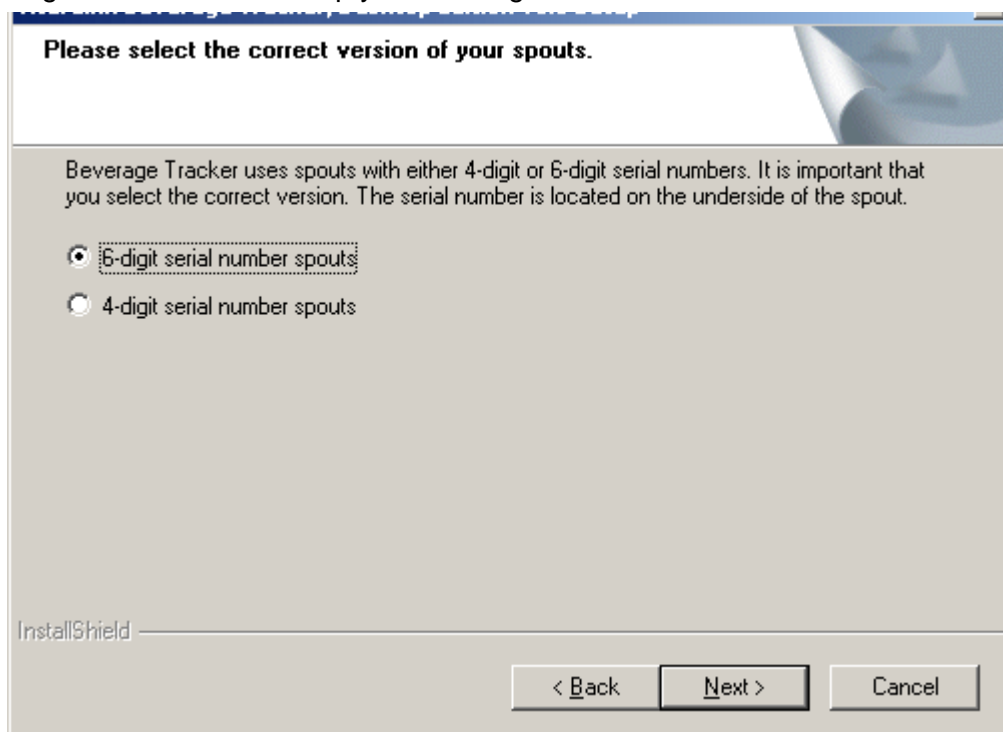 Please select the correct version of your spouts.
Beverage Tracker uses spouts with either 4-digit or 6-digit serial numbers. It is important that
you select the correct version. The serial number is located on the underside of the spout.
6-digit serial number spouts
4-digit serial number spouts
InstallShield
< Back
Next >
Cancel